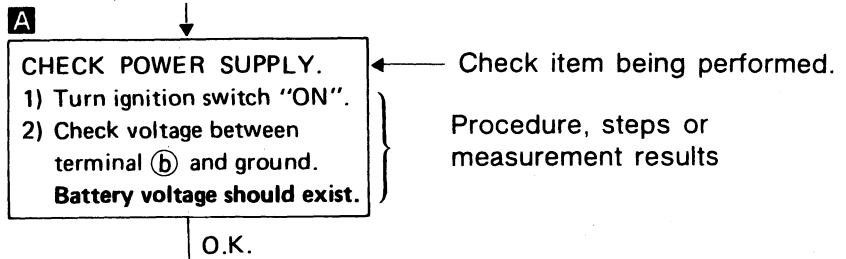 A
CHECK POWER SUPPLY.
1) Turn ignition switch "ON".
2) Check voltage between
terminal ⓑ and ground.
Battery voltage should exist.
Check item being performed.
Procedure, steps or
measurement results
O.K.